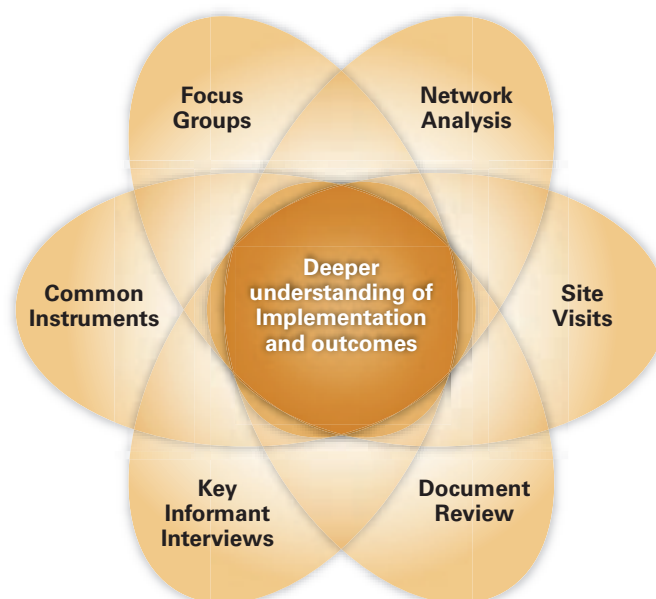 Focus
Groups
Network
Analysis
Common
Instruments
Deeper
understanding of
Implementation
and outcomes
Site
Visits
Key
Informant
Interviews
Document
Review